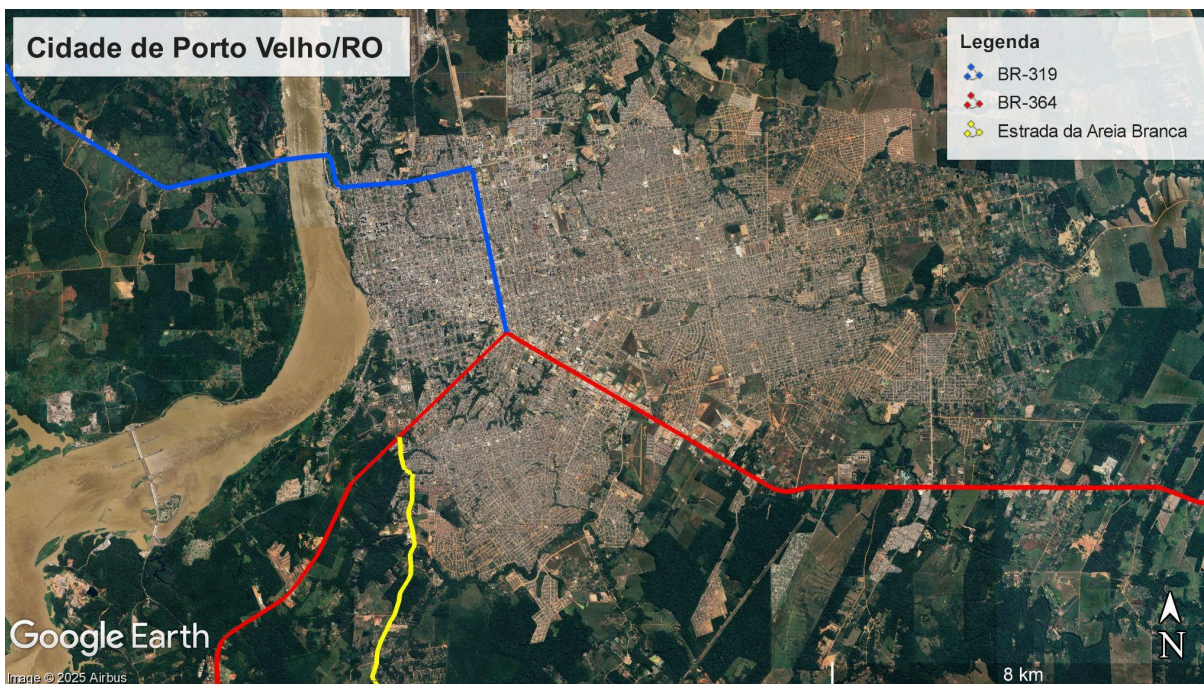 Cidade de Porto Velho/RO
Legenda
BR-319
BR-364
Estrada da Areia Branca
Google Earth
N
8 km
Image © 2025 Airbus